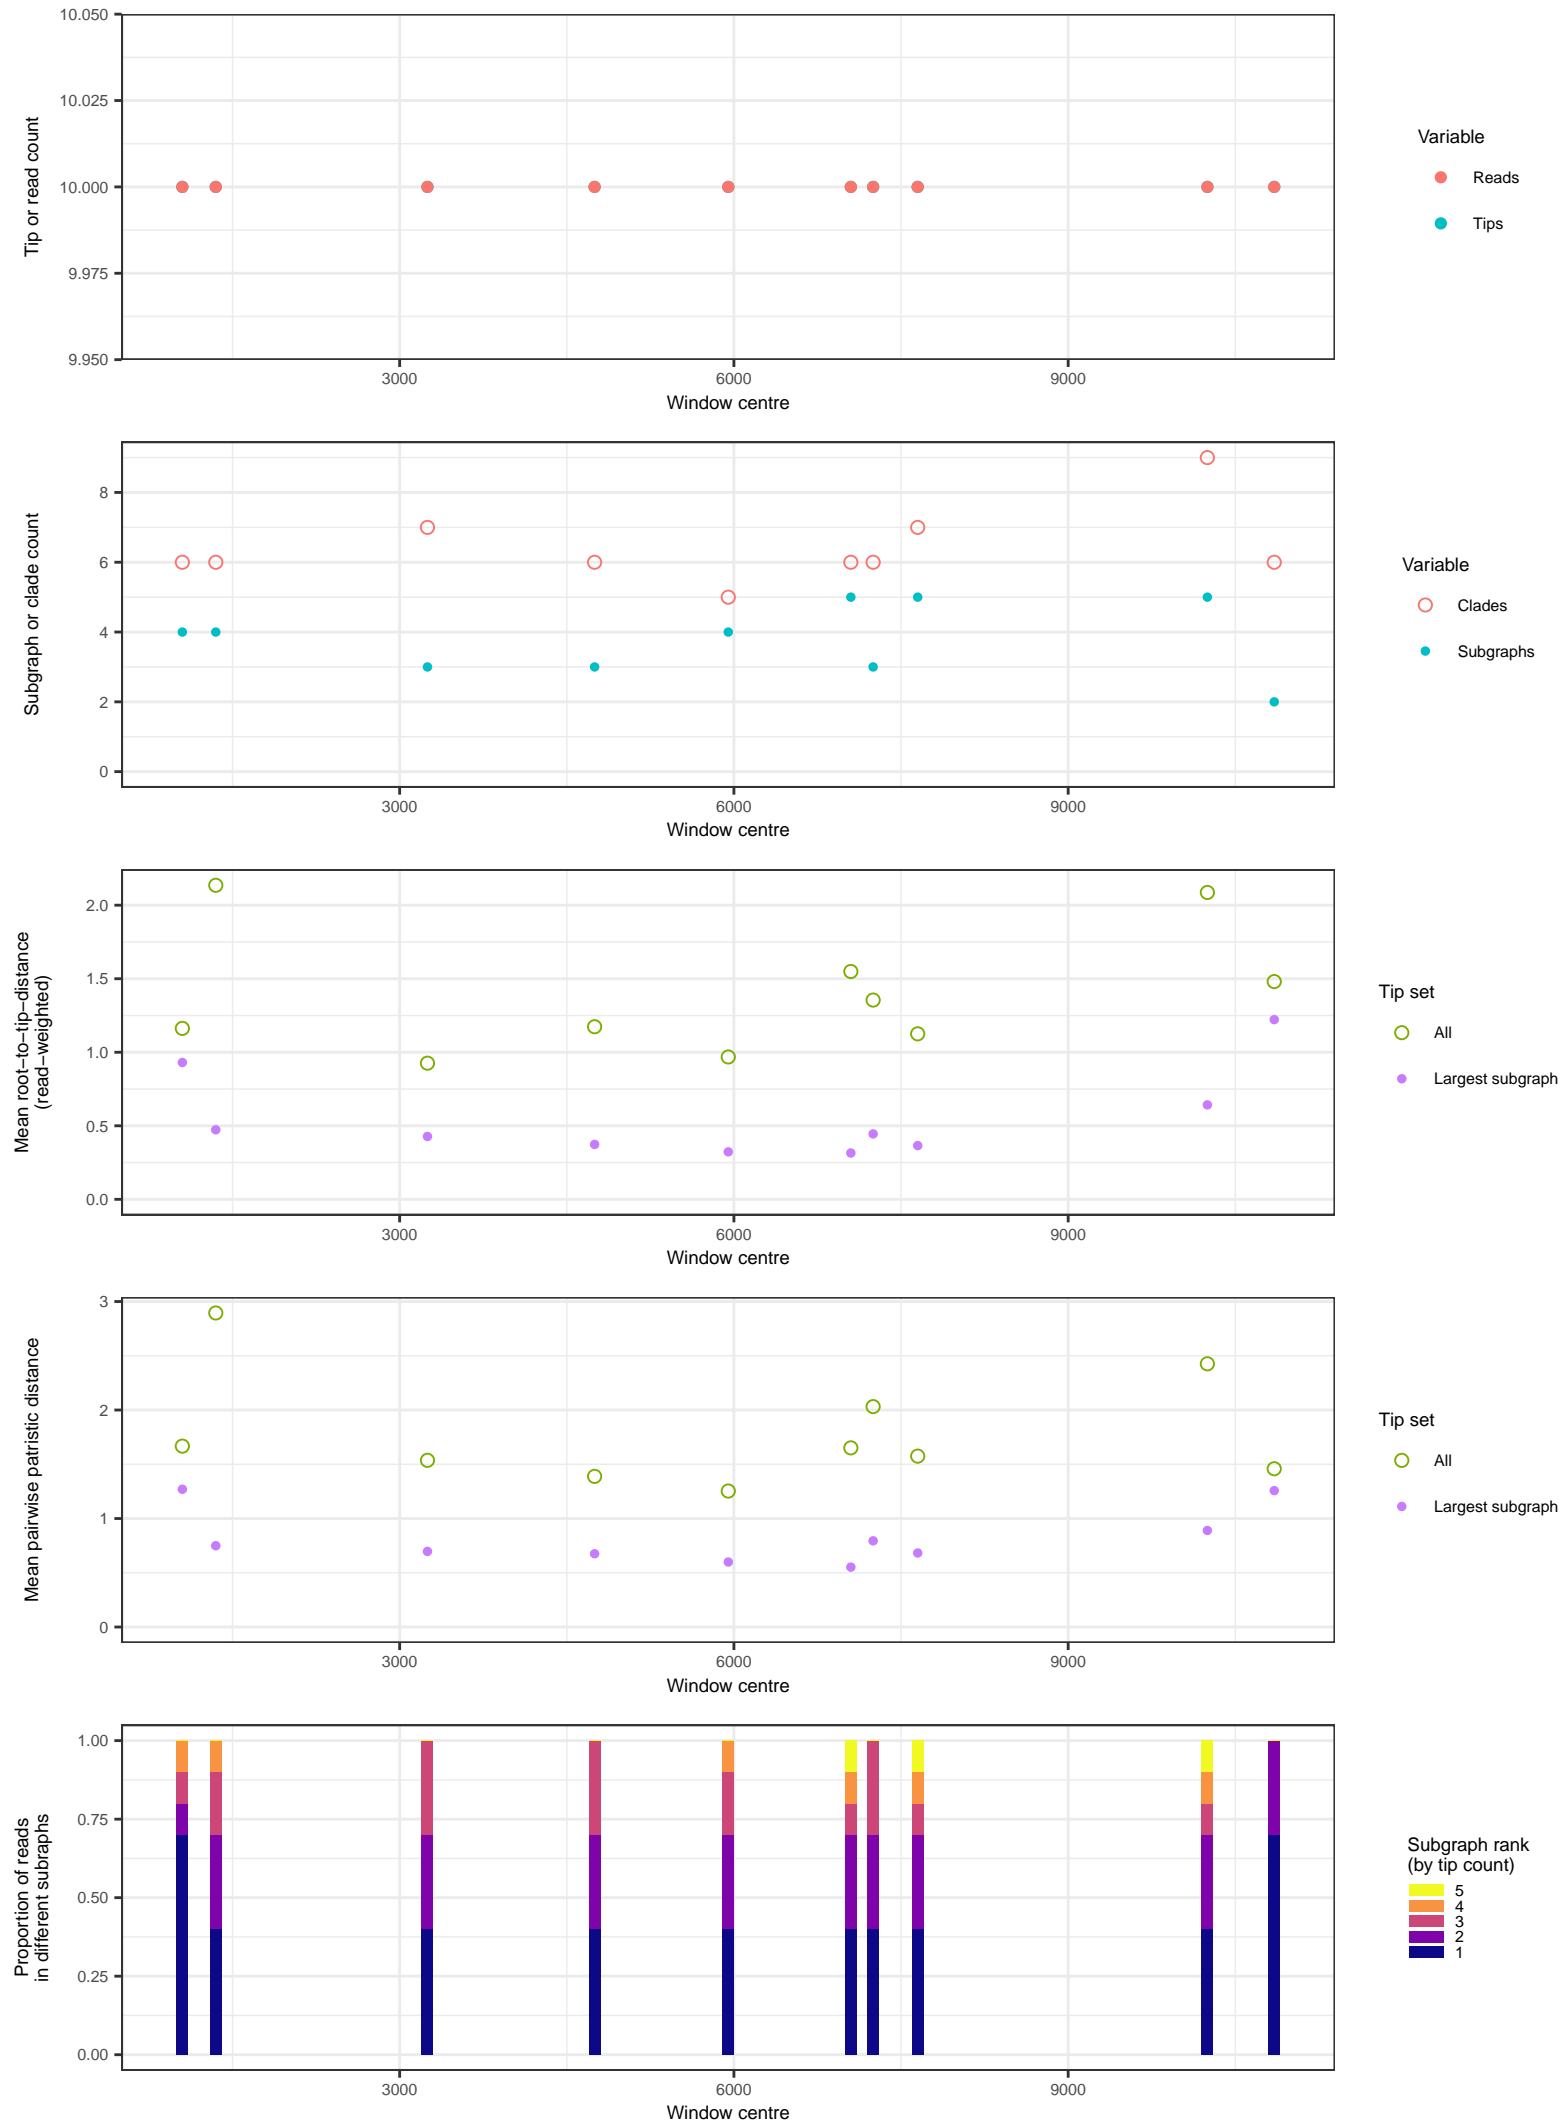 10.050
10.025
10.000
9.975
9.950
Tip or read count
3000
6000
9000
Window centre
Variable
Reads
Tips
8
6
4
2
0
Subgraph or clade count
3000
6000
9000
Window centre
Variable
Clades
Subgraphs
2.0
1.5
1.0
0.5
0.0
Mean root−to−tip−distance
(read−weighted)
3000
6000
9000
Window centre
Tip set
All
Largest subgraph
3
2
1
0
Mean pairwise patristic distance
3000
6000
9000
Window centre
Tip set
All
Largest subgraph
1.00
0.75
0.50
0.25
0.00
Proportion of reads
in different subraphs
3000
6000
9000
Window centre
Subgraph rank
(by tip count)
5
4
3
2
1